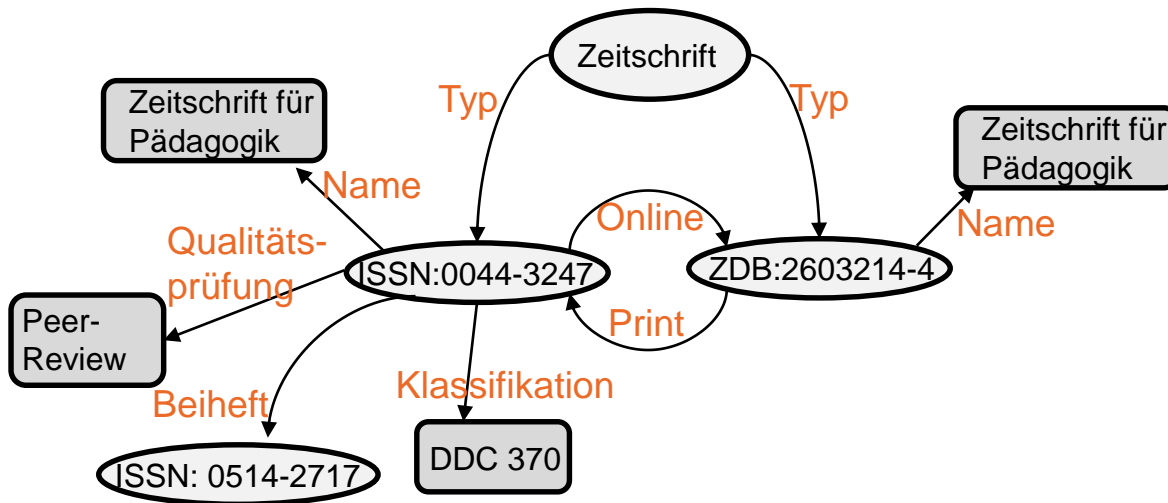 Zeitschrift
Typ
Typ
Zeitschrift für
Pädagogik
Zeitschrift für
Pädagogik
Name
Online
Name
Qualitäts-
prüfung
ISSN:0044-3247
ZDB:2603214-4
Peer-
Review
Print
Beiheft
Klassifikation
ISSN: 0514-2717
DDC 370